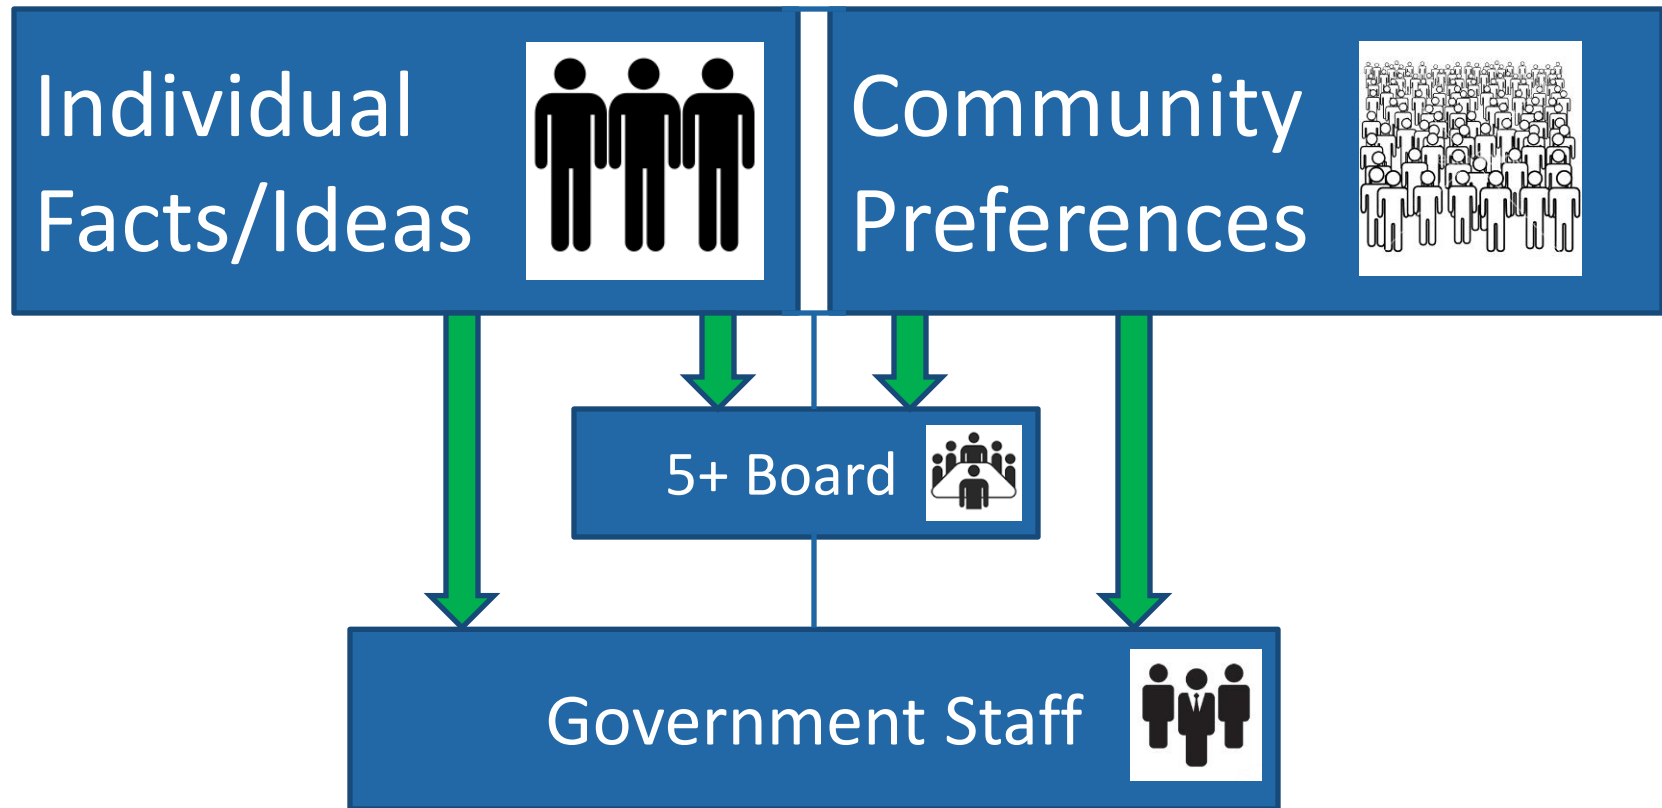 Individual
Facts/Ideas
Community
Preferences
5+ Board
Government Staff